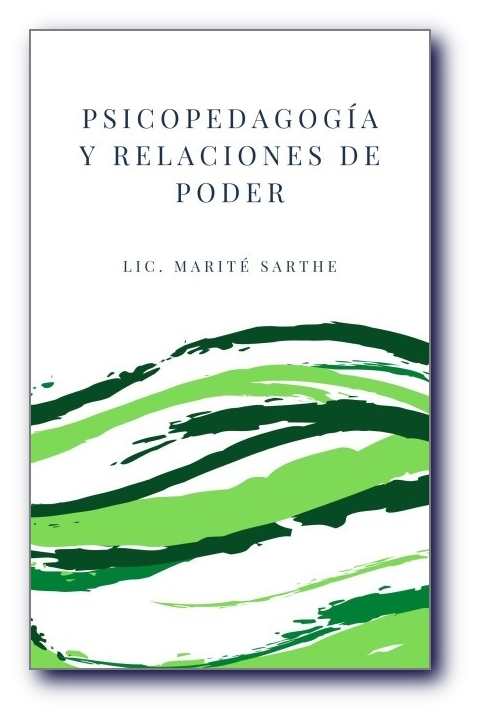 PSICOPEDAGOGÍA
Y RELACIONES DE
PODER
LIC. MARITÉ SARTHE